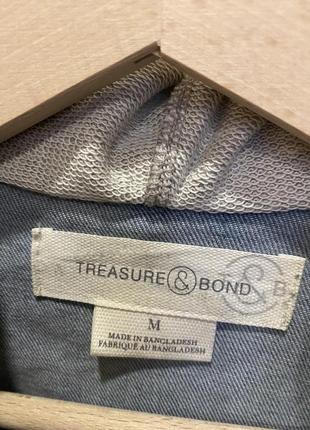 TREASURE & BOND
& B
M
MADE IN BANGLADESH
FABRIQUÉ AU BANGLADESH